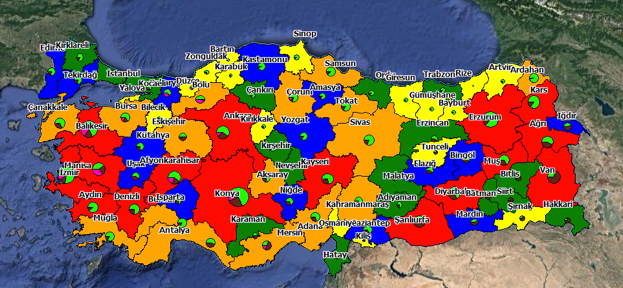 Sinop
Edirne
Kırklareli
Bartın
Zonguldak
Kastamonu
Karabük
Samsun
Tekirdağ
İstanbul
Kocaeli
Yalova
Düzce
Bolu
Çankırı
Çorum
Amasya
Tokat
Ordu
Giresun
Trabzon
Rize
Artvin
Ardahan
Gümüşhane
Bayburt
Kars
Çanakkale
Bursa
Bilecik
Eskişehir
Balıkesir
Kütahya
Ankara
Kırıkkale
Yozgat
Sivas
Erzincan
Erzurum
Iğdır
Ağrı
Tunceli
Elazığ
Bingöl
Manisa
İzmir
Uşak
Afyonkarahisar
Kırşehir
Nevşehir
Kayseri
Aksaray
Malatya
Muş
Bitlis
Van
Aydın
Denizli
Isparta
Konya
Niğde
Kahramanmaraş
Adıyaman
Diyarbakır
Batman
Siirt
Şırnak
Hakkari
Muğla
Antalya
Karaman
Mersin
Adana
Osmaniye
Gaziantep
Kilis
Şanlıurfa
Mardin
Hatay